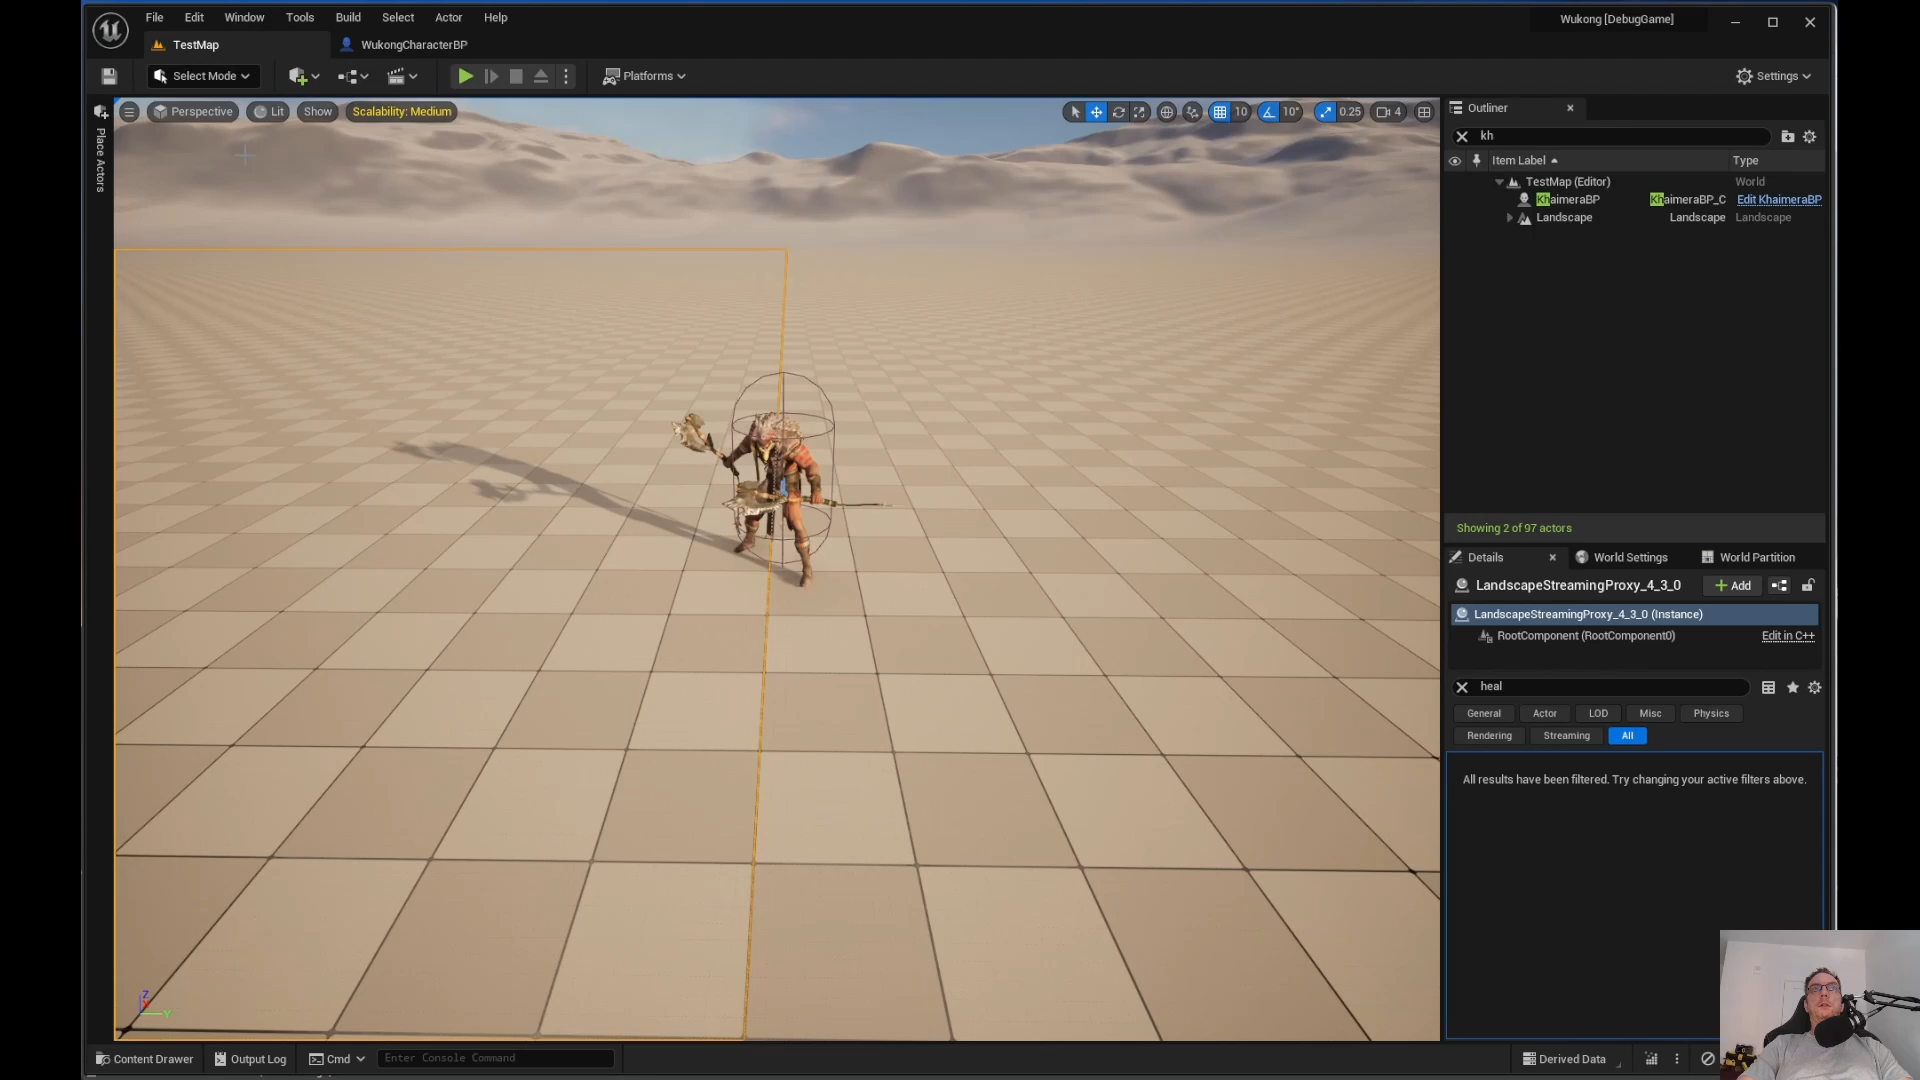 File Edit Window Tools Build Select Actor Help
Wukong [DebugGame]
TestMap
WukongCharacterBP
Select Mode
Platforms
Settings
Perspective
Lit
Show
Scalability: Medium
10
10°
0.25
4
Place Actors
Outliner
kh
Item Label
Type
TestMap (Editor)
World
KhaimeraBP
KhaimeraBP_C
Edit KhaimeraBP
Landscape
Landscape
Landscape
Showing 2 of 97 actors
Details
World Settings
World Partition
LandscapeStreamingProxy_4_3_0
Add
LandscapeStreamingProxy_4_3_0 (Instance)
RootComponent (RootComponent0)
Edit in C++
heal
General
Actor
LOD
Misc
Physics
Rendering
Streaming
All
All results have been filtered. Try changing your active filters above.
Z
X
Y
Content Drawer
Output Log
Cmd
Enter Console Command
Derived Data